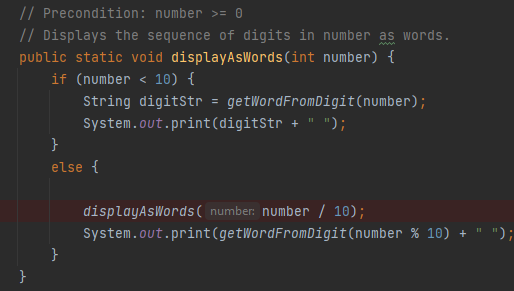 // Precondition: number >= 0
// Displays the sequence of digits in number as words.
public static void displayAsWords(int number) {
if (number < 10) {
String digitStr = getWordFromDigit(number);
System.out.print(digitStr + " ");
}
else {
displayAsWords( number: number / 10);
System.out.print(getWordFromDigit(number % 10) + " ");
}
}